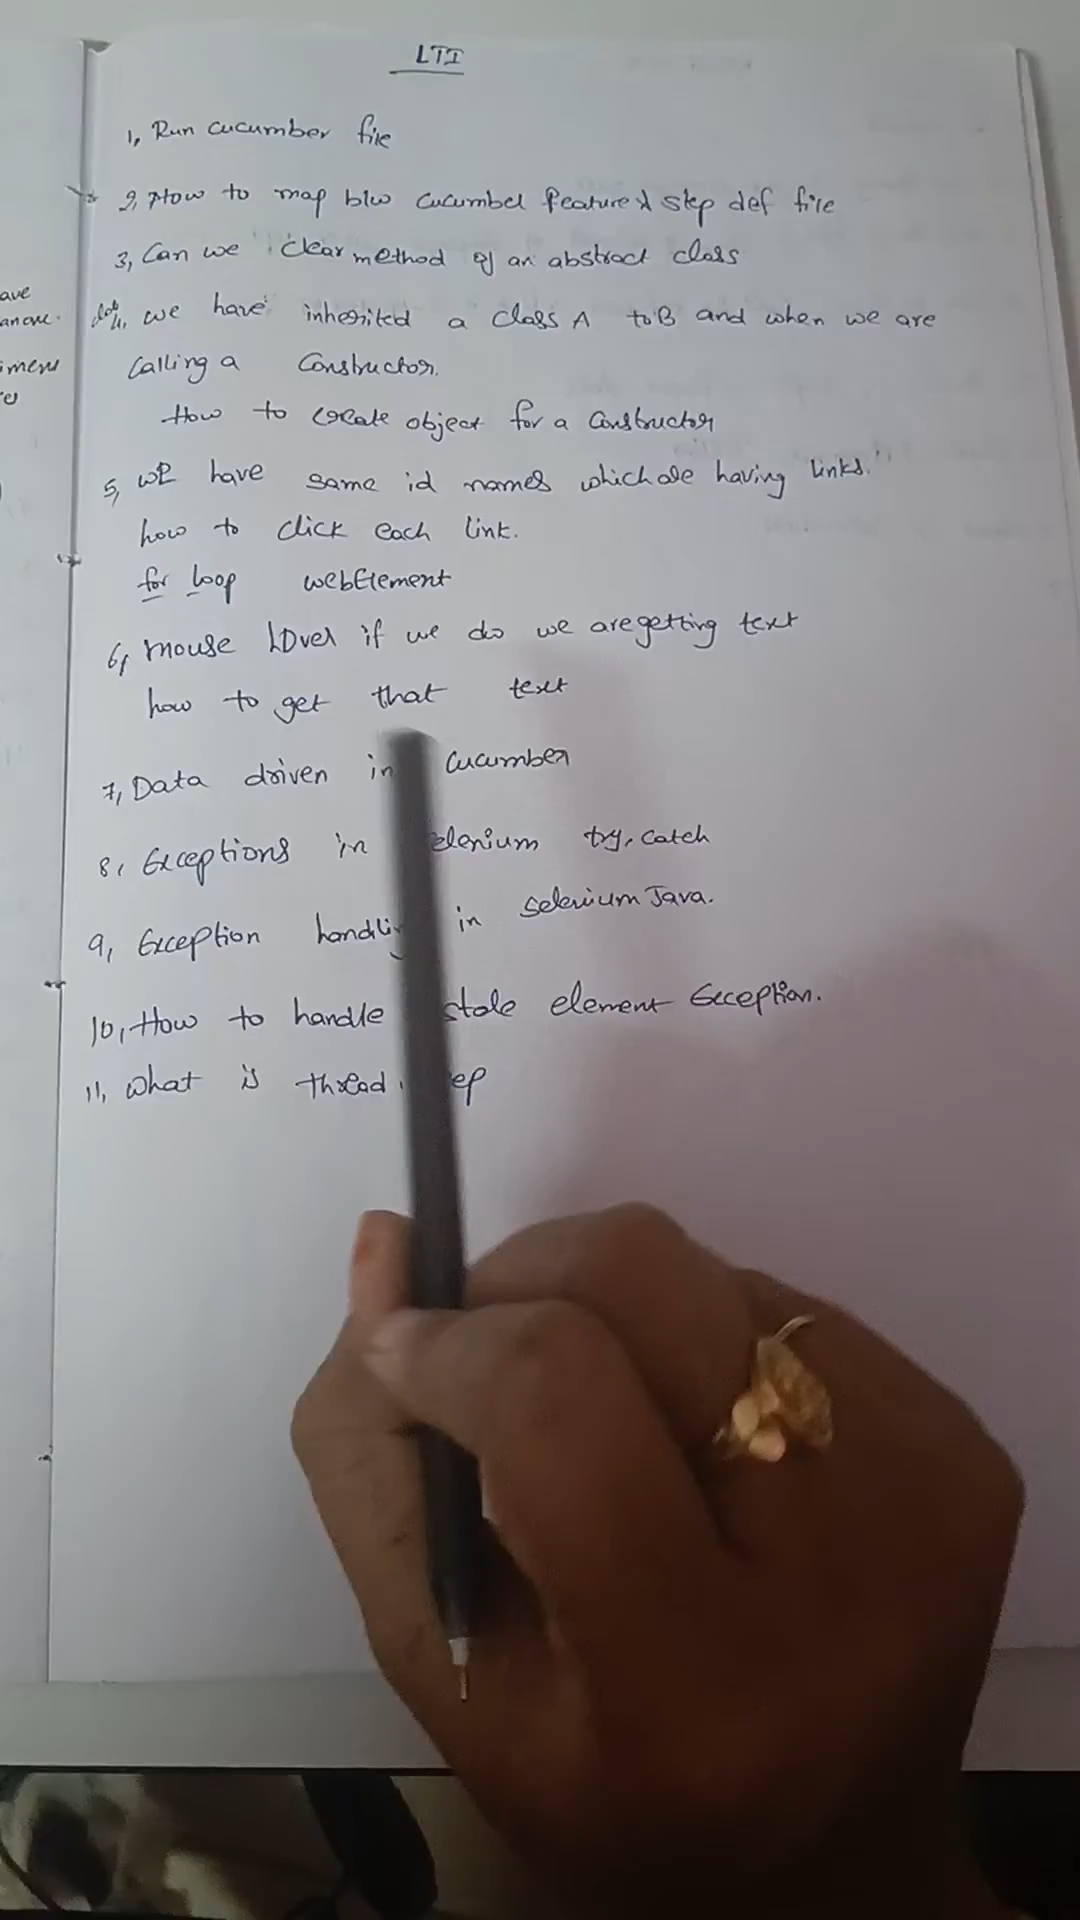 LTI
1, Run cucumber file
2, How to map b/w cucumber feature & step def file
3, Can we clear method of an abstract class
4, we have inherited a class A to B and when we are
calling a constructor.
How to create object for a constructor
5, we have same id names which are having links.
how to click each link.
for loop webElement
6, mouse hover if we do we are getting text
how to get that text
7, Data driven in cucumber
8, Exceptions in elenium try, catch
9, Exception handli in Selenium Java.
10, How to handle stale element Exception.
11, what is thread ep
ave
an one.